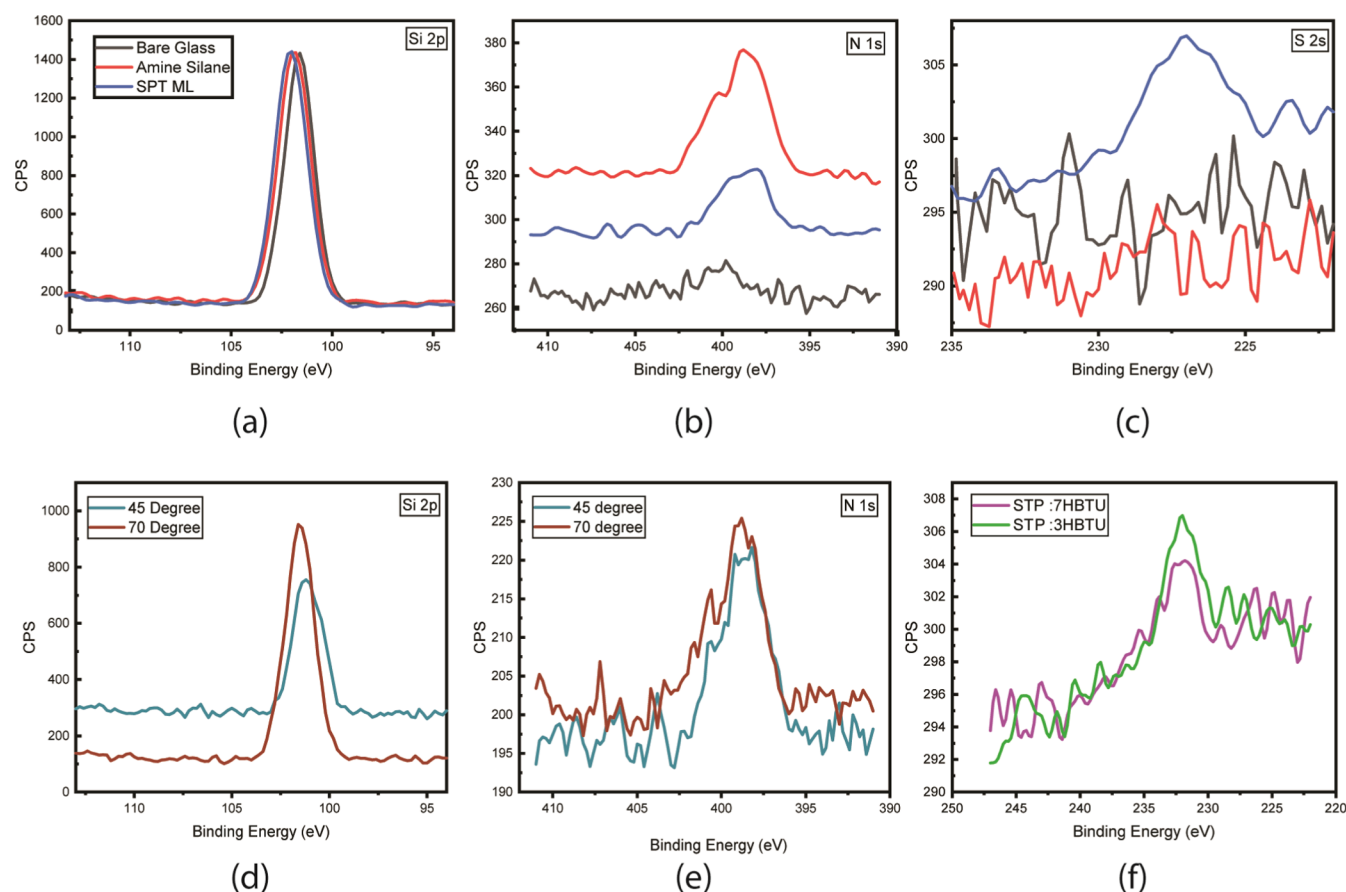 Si 2p
Bare Glass
Amine Silane
SPT ML
1600
1400
1200
1000
800
600
400
200
0
CPS
110 105 100 95
Binding Energy (eV)
(a)
N 1s
380
360
340
320
300
280
260
CPS
410 405 400 395 390
Binding Energy (eV)
(b)
S 2s
305
300
295
290
CPS
235 230 225
Binding Energy (eV)
(c)
Si 2p
45 Degree
70 Degree
1000
800
600
400
200
0
CPS
110 105 100 95
Binding Energy (eV)
(d)
N 1s
45 degree
70 degree
230
225
220
215
210
205
200
195
190
CPS
410 405 400 395 390
Binding Energy (eV)
(e)
STP :7HBTU
STP :3HBTU
308
306
304
302
300
298
296
294
292
290
CPS
250 245 240 235 230 225 220
Binding Energy (eV)
(f)